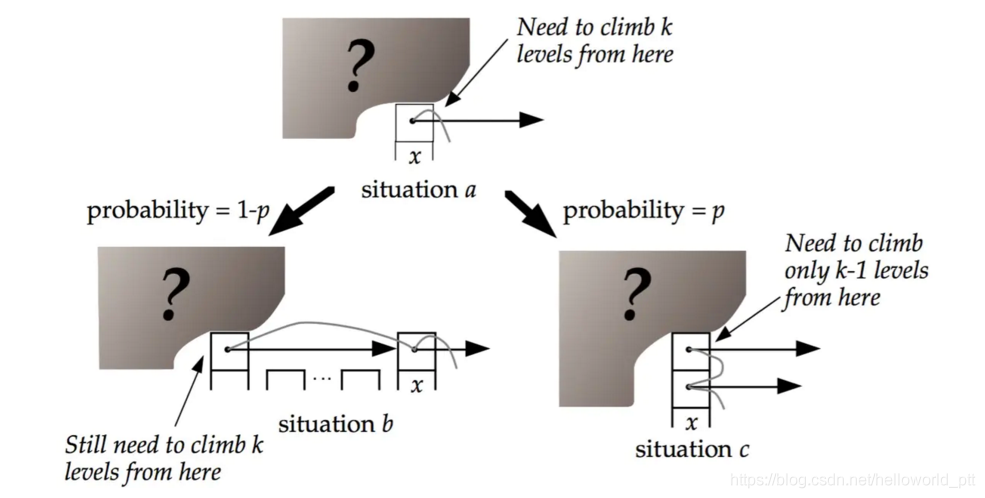 ?
Need to climb k
levels from here
x
situation a
probability = 1-p
probability = p
?
?
Need to climb
only k-1 levels
from here
...
x
situation b
Still need to climb k
levels from here
x
situation c
https://blog.csdn.net/helloworld_ptt